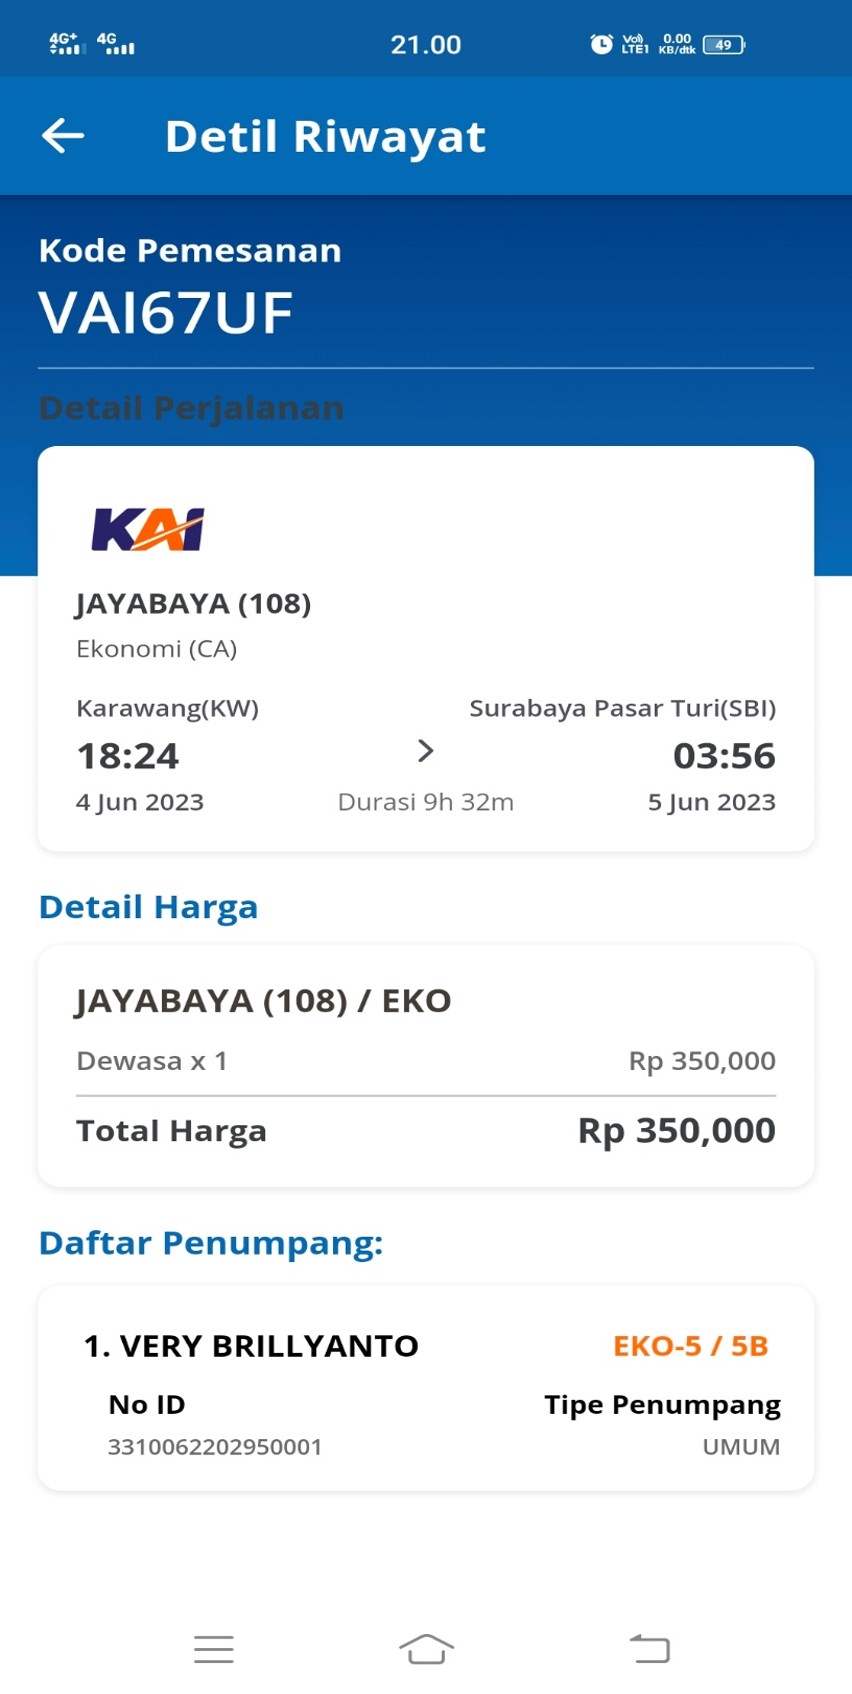 4G+ 4G 21.00 Vo) LTE1 0.00 KB/dtk 49
Detil Riwayat
Kode Pemesanan
VAI67UF
Detail Perjalanan
KAI
JAYABAYA (108)
Ekonomi (CA)
Karawang(KW) Surabaya Pasar Turi(SBI)
18:24 > 03:56
4 Jun 2023 Durasi 9h 32m 5 Jun 2023
Detail Harga
JAYABAYA (108) / EKO
Dewasa x 1 Rp 350,000
Total Harga Rp 350,000
Daftar Penumpang:
1. VERY BRILLYANTO EKO-5 / 5B
No ID Tipe Penumpang
3310062202950001 UMUM